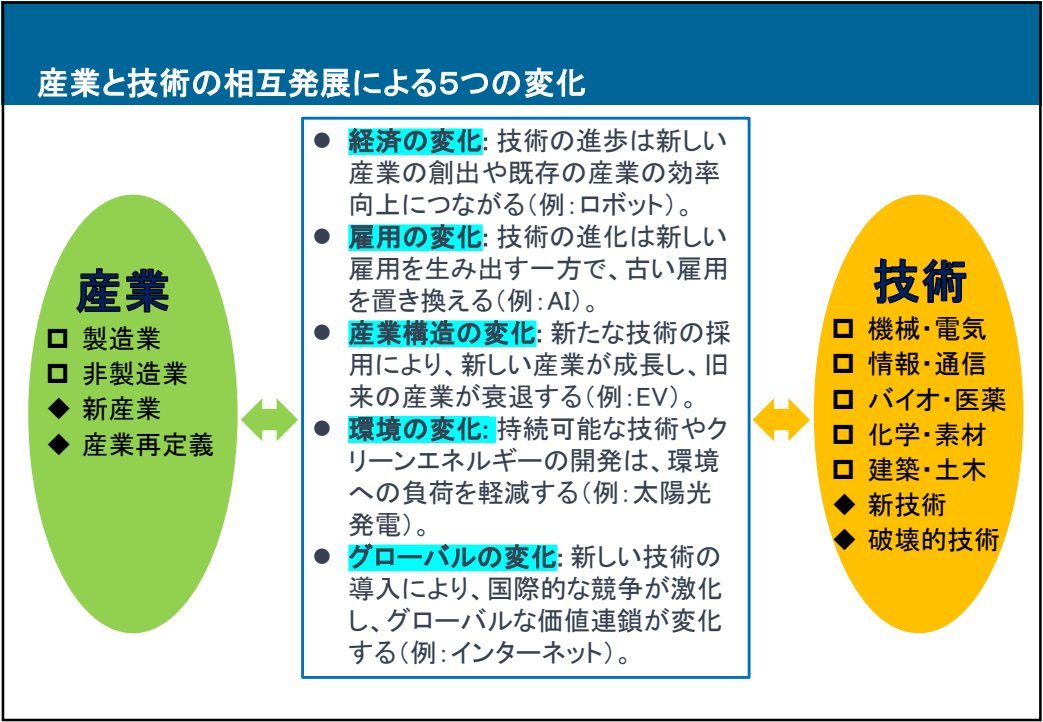 産業と技術の相互発展による5つの変化
産業
□ 製造業
□ 非製造業
◆ 新産業
◆ 産業再定義
● 経済の変化: 技術の進歩は新しい
産業の創出や既存の産業の効率
向上につながる(例:ロボット)。
● 雇用の変化: 技術の進化は新しい
雇用を生み出す一方で、古い雇用
を置き換える(例:AI)。
● 産業構造の変化: 新たな技術の採
用により、新しい産業が成長し、旧
来の産業が衰退する(例:EV)。
● 環境の変化: 持続可能な技術やク
リーンエネルギーの開発は、環境
への負荷を軽減する(例:太陽光
発電)。
● グローバルの変化: 新しい技術の
導入により、国際的な競争が激化
し、グローバルな価値連鎖が変化
する(例:インターネット)。
技術
□ 機械・電気
□ 情報・通信
□ バイオ・医薬
□ 化学・素材
□ 建築・土木
◆ 新技術
◆ 破壊的技術